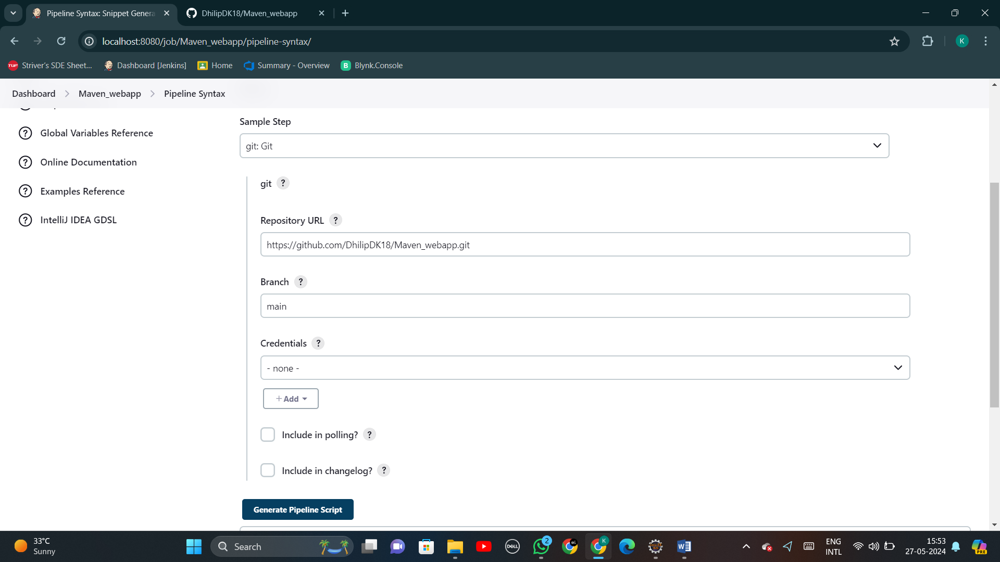 Pipeline Syntax: Snippet Genera
DhilipDK18/Maven_webapp
localhost:8080/job/Maven_webapp/pipeline-syntax/
K
TUF
Striver's SDE Sheet...
Dashboard [Jenkins]
Home
Summary - Overview
B
Blynk.Console
Dashboard
Maven_webapp
Pipeline Syntax
? Global Variables Reference
? Online Documentation
? Examples Reference
? IntelliJ IDEA GDSL
Sample Step
git: Git
git ?
Repository URL ?
https://github.com/DhilipDK18/Maven_webapp.git
Branch ?
main
Credentials ?
- none -
+ Add
Include in polling? ?
Include in changelog? ?
Generate Pipeline Script
33°C
Sunny
Search
DELL
2
K
W
ENG
INTL
15:53
27-05-2024
PRE